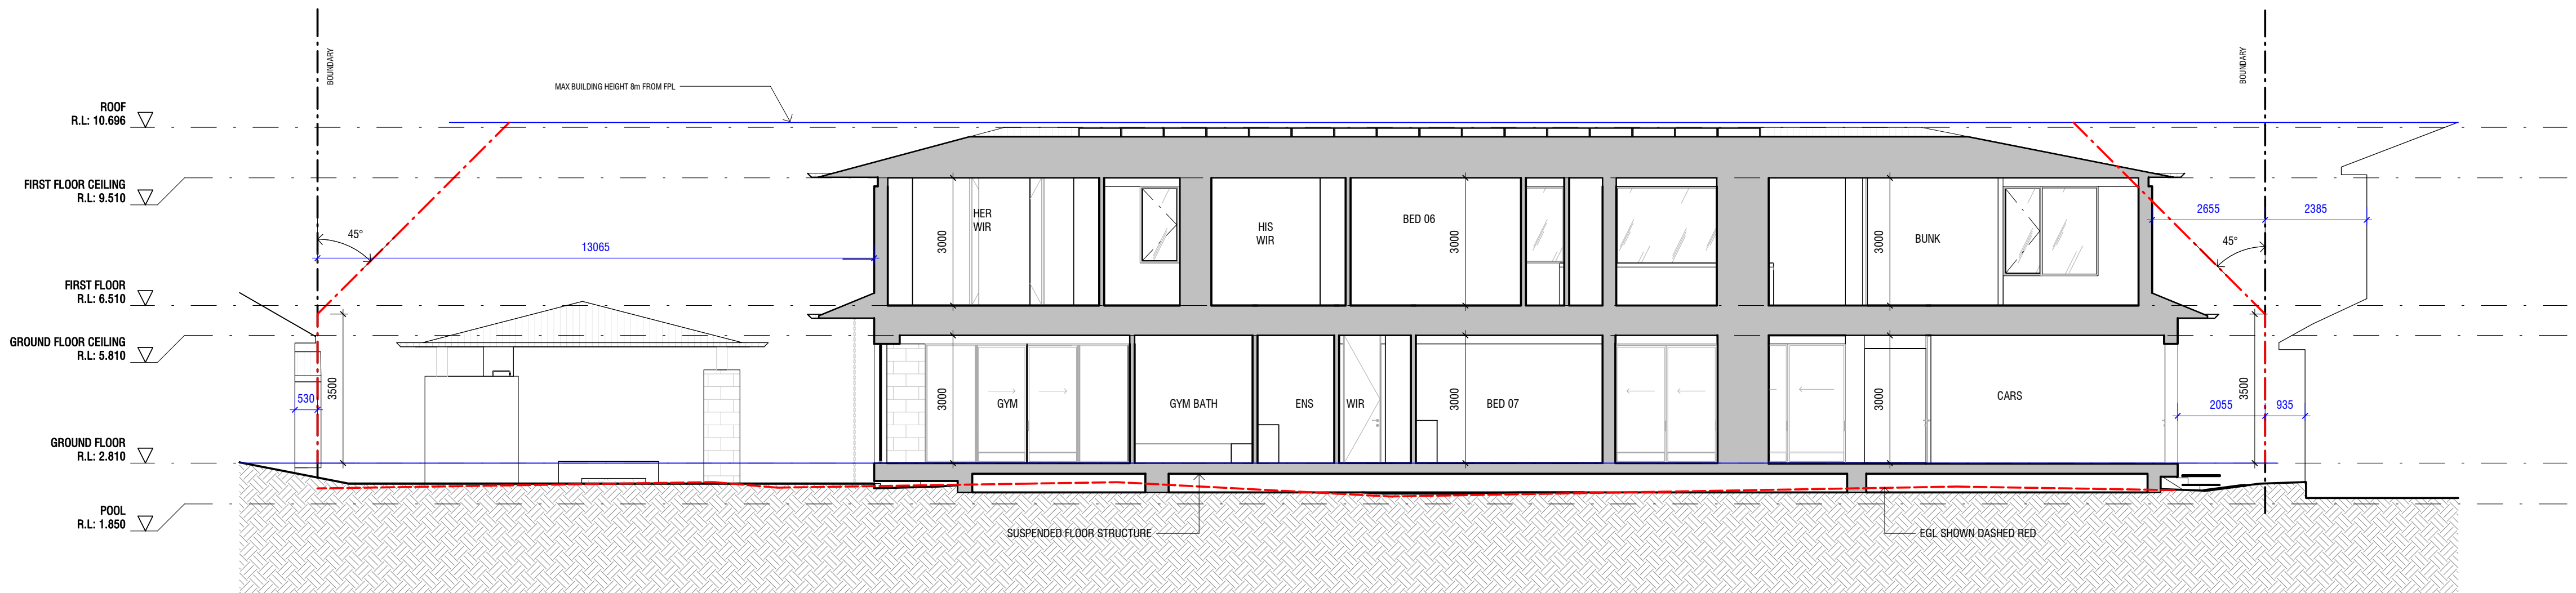 BOUNDARY
BOUNDARY
MAX BUILDING HEIGHT 8m FROM FPL
ROOF
R.L: 10.696
FIRST FLOOR CEILING
R.L: 9.510
2655
2385
HER
WIR
HIS
WIR
BED 06
BUNK
45°
45°
13065
3000
3000
3000
FIRST FLOOR
R.L: 6.510
GROUND FLOOR CEILING
R.L: 5.810
3500
3500
530
3000
GYM
GYM BATH
ENS
WIR
3000
BED 07
3000
CARS
2055
935
GROUND FLOOR
R.L: 2.810
POOL
R.L: 1.850
SUSPENDED FLOOR STRUCTURE
EGL SHOWN DASHED RED